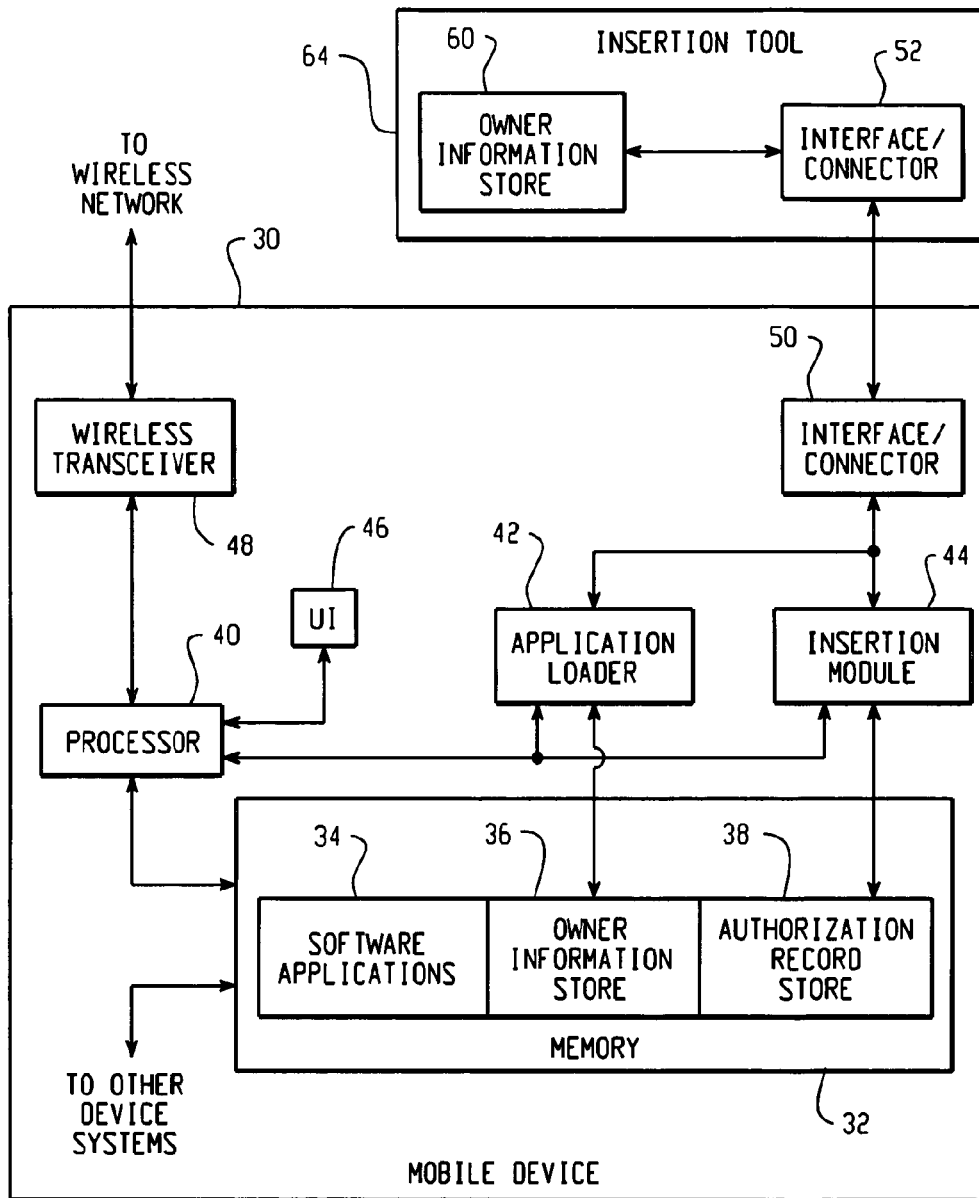 INSERTION TOOL
60
52
64
OWNER
INFORMATION
STORE
INTERFACE/
CONNECTOR
TO
WIRELESS
NETWORK
30
50
WIRELESS
TRANSCEIVER
INTERFACE/
CONNECTOR
48
46
42
44
UI
APPLICATION
LOADER
INSERTION
MODULE
40
PROCESSOR
34
36
38
SOFTWARE
APPLICATIONS
OWNER
INFORMATION
STORE
AUTHORIZATION
RECORD
STORE
MEMORY
TO OTHER
DEVICE
SYSTEMS
32
MOBILE DEVICE